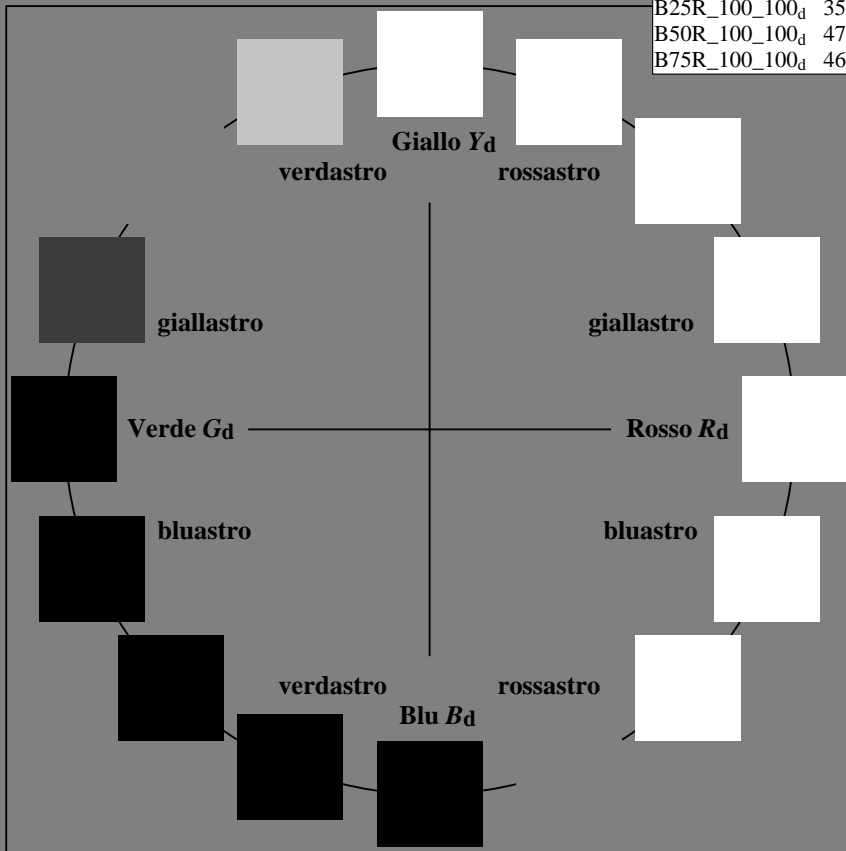 B25R_100_100d 35
B50R_100_100d 47
B75R_100_100d 46
Giallo Yd
verdastro rossastro
giallastro giallastro
Verde Gd Rosso Rd
bluastro bluastro
verdastro rossastro
Blu Bd